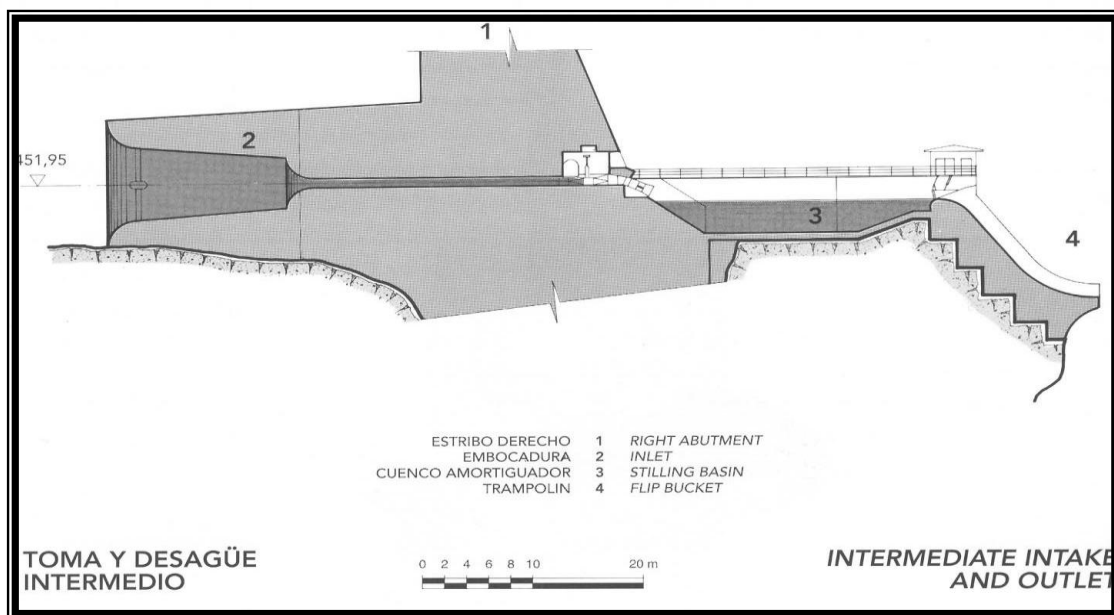 1
2
451,95
3
4
ESTRIBO DERECHO 1 RIGHT ABUTMENT
EMBOCADURA 2 INLET
CUENCO AMORTIGUADOR 3 STILLING BASIN
TRAMPOLIN 4 FLIP BUCKET
TOMA Y DESAGÜE
INTERMEDIO
0 2 4 6 8 10 20 m
INTERMEDIATE INTAKE
AND OUTLET